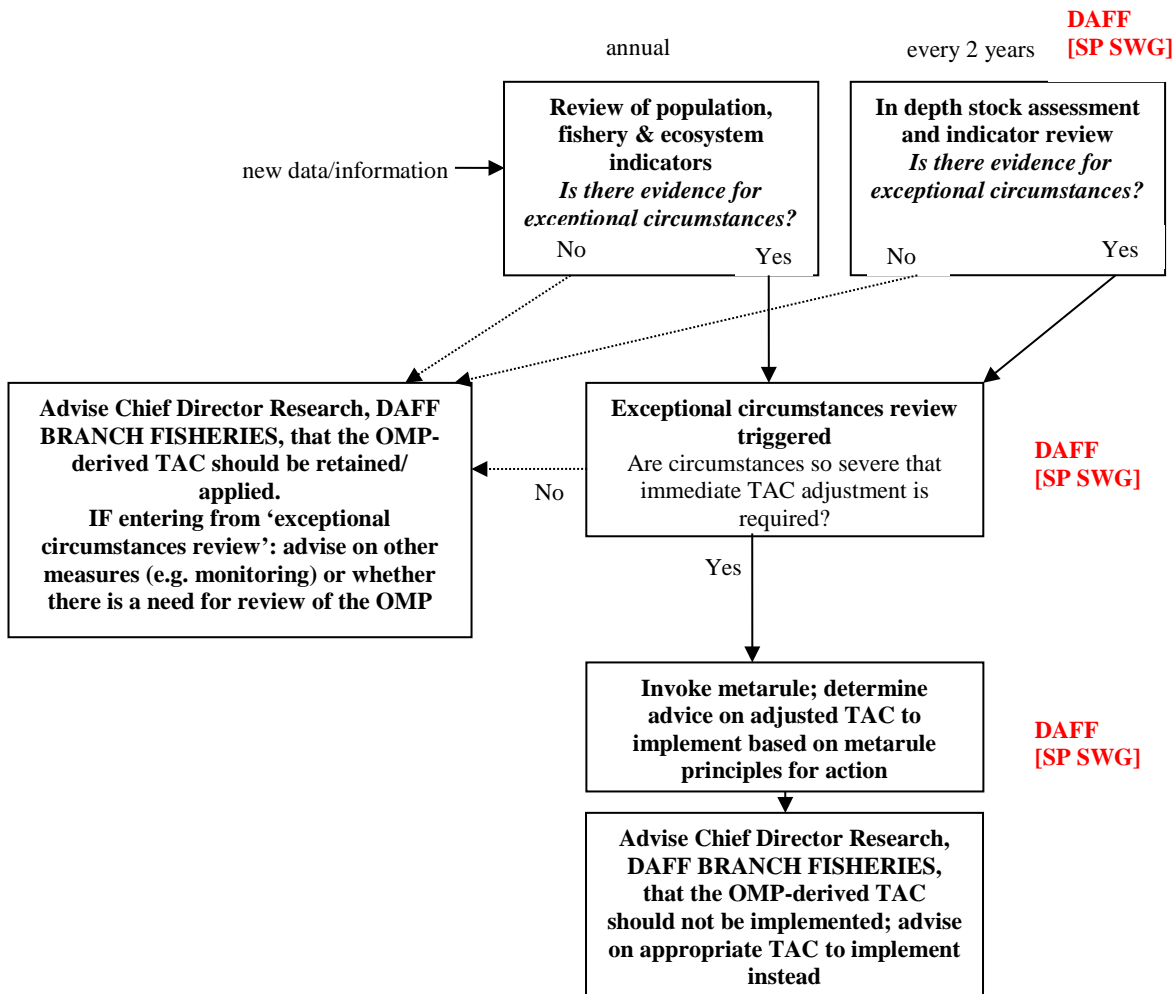 DAFF
[SP SWG]
annual
every 2 years
Review of population,
fishery & ecosystem
indicators
Is there evidence for
exceptional circumstances?
No
Yes
In depth stock assessment
and indicator review
Is there evidence for
exceptional circumstances?
No
Yes
new data/information
Advise Chief Director Research, DAFF
BRANCH FISHERIES, that the OMP-
derived TAC should be retained/
applied.
IF entering from ‘exceptional
circumstances review’: advise on other
measures (e.g. monitoring) or whether
there is a need for review of the OMP
No
Exceptional circumstances review
triggered
Are circumstances so severe that
immediate TAC adjustment is
required?
DAFF
[SP SWG]
Yes
Invoke metarule; determine
advice on adjusted TAC to
implement based on metarule
principles for action
DAFF
[SP SWG]
Advise Chief Director Research,
DAFF BRANCH FISHERIES,
that the OMP-derived TAC
should not be implemented; advise
on appropriate TAC to implement
instead